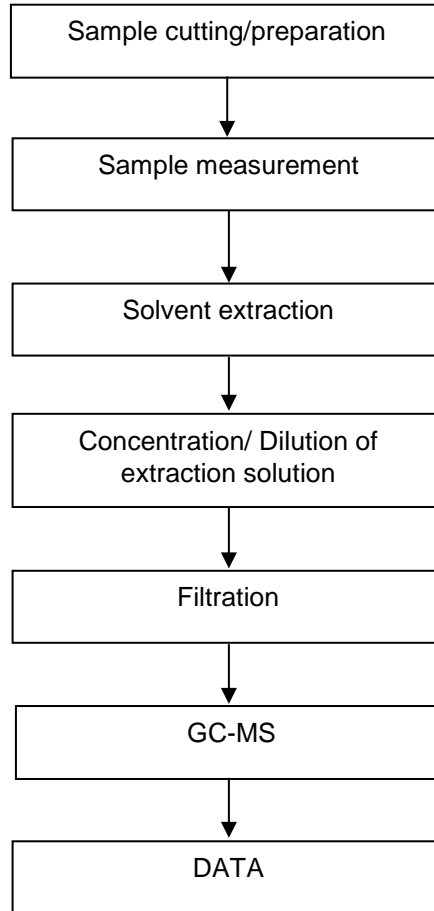 Sample cutting/preparation
Sample measurement
Solvent extraction
Concentration/ Dilution of
extraction solution
Filtration
GC-MS
DATA